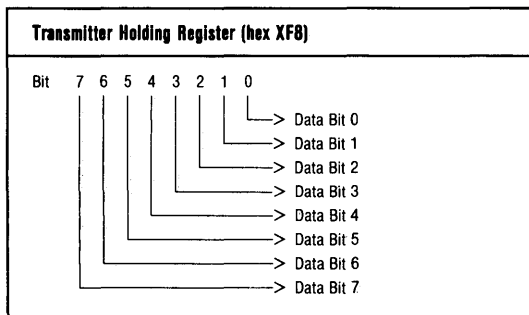 Transmitter Holding Register (hex XF8)
Bit 7 6 5 4 3 2 1 0
Data Bit 0
Data Bit 1
Data Bit 2
Data Bit 3
Data Bit 4
Data Bit 5
Data Bit 6
Data Bit 7